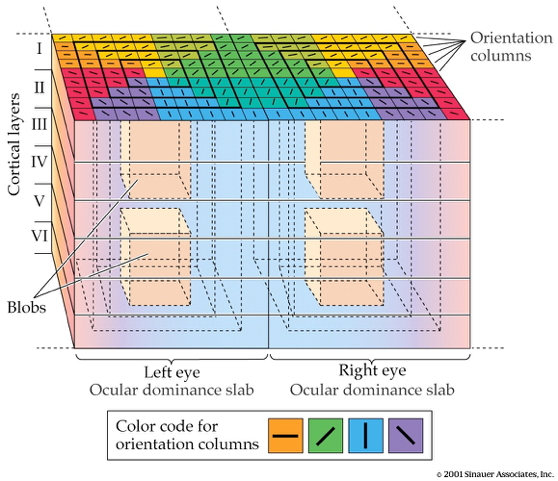 I
II
III
IV
V
VI
Cortical layers
Orientation
columns
Blobs
Left eye
Ocular dominance slab
Right eye
Ocular dominance slab
Color code for
orientation columns
© 2001 Sinauer Associates, Inc.